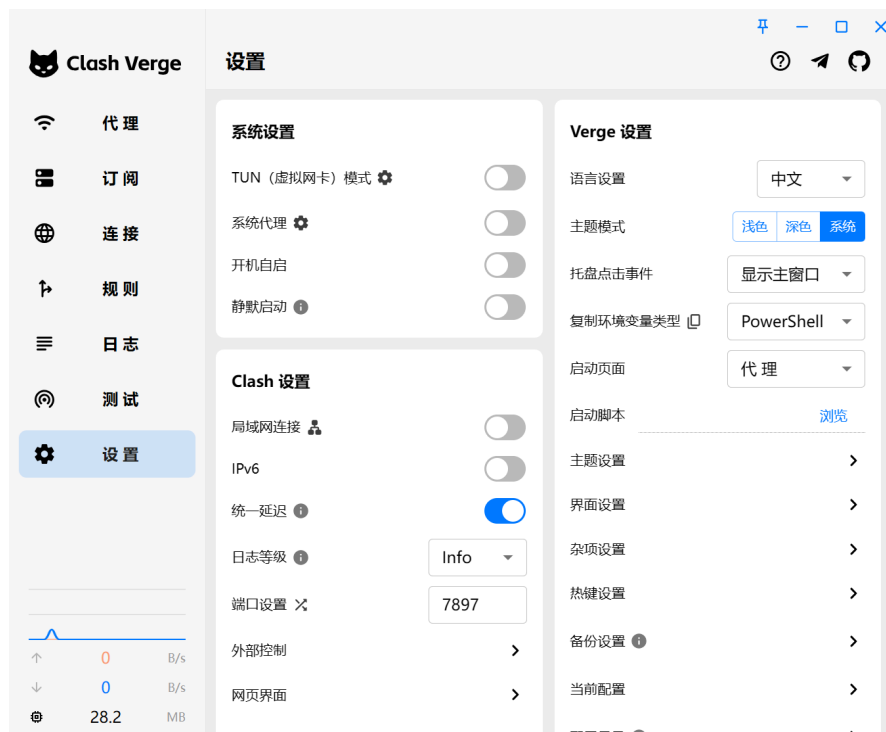 Clash Verge
设置
代 理
订 阅
连 接
规 则
日 志
测 试
设 置
0 B/s
0 B/s
28.2 MB
系统设置
TUN（虚拟网卡）模式
系统代理
开机自启
静默启动
Clash 设置
局域网连接
IPv6
统一延迟
日志等级 Info
端口设置 7897
外部控制
网页界面
Verge 设置
语言设置 中文
主题模式 浅色 深色 系统
托盘点击事件 显示主窗口
复制环境变量类型 PowerShell
启动页面 代 理
启动脚本 浏览
主题设置
界面设置
杂项设置
热键设置
备份设置
当前配置